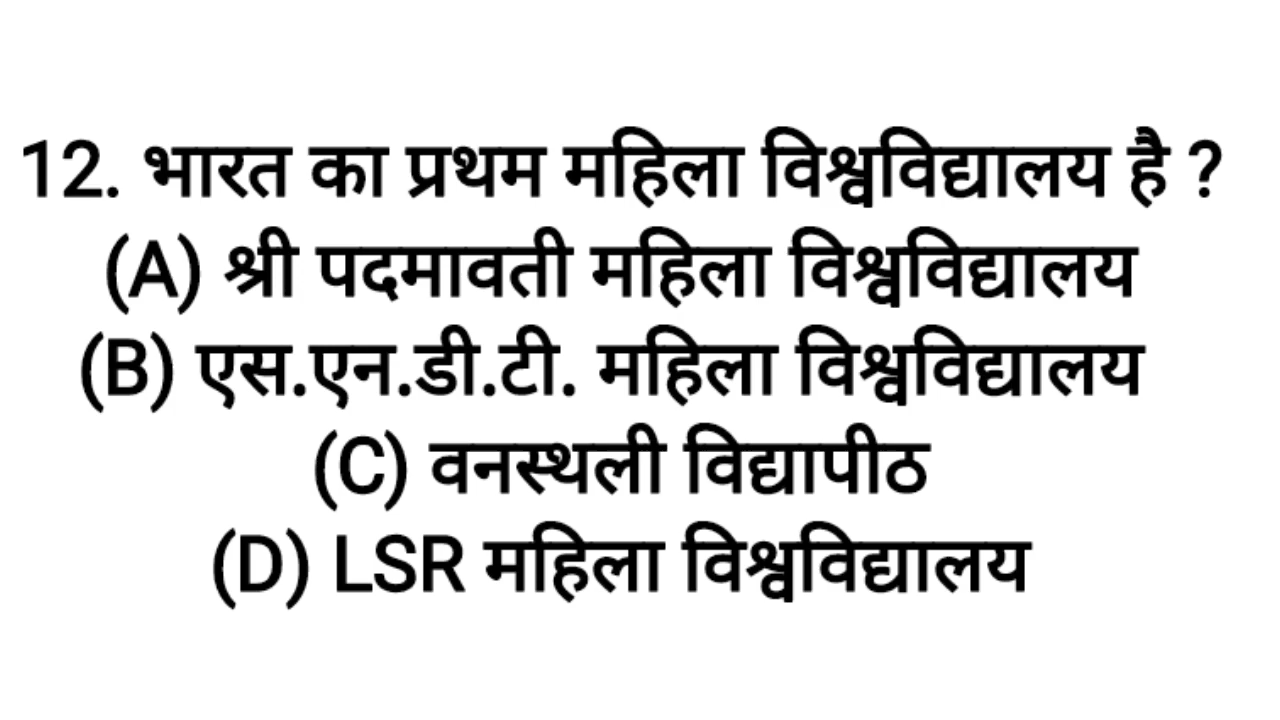 12. भारत का प्रथम महिला विश्वविद्यालय है ?
(A) श्री पदमावती महिला विश्वविद्यालय
(B) एस.एन.डी.टी. महिला विश्वविद्यालय
(C) वनस्थली विद्यापीठ
(D) LSR महिला विश्वविद्यालय